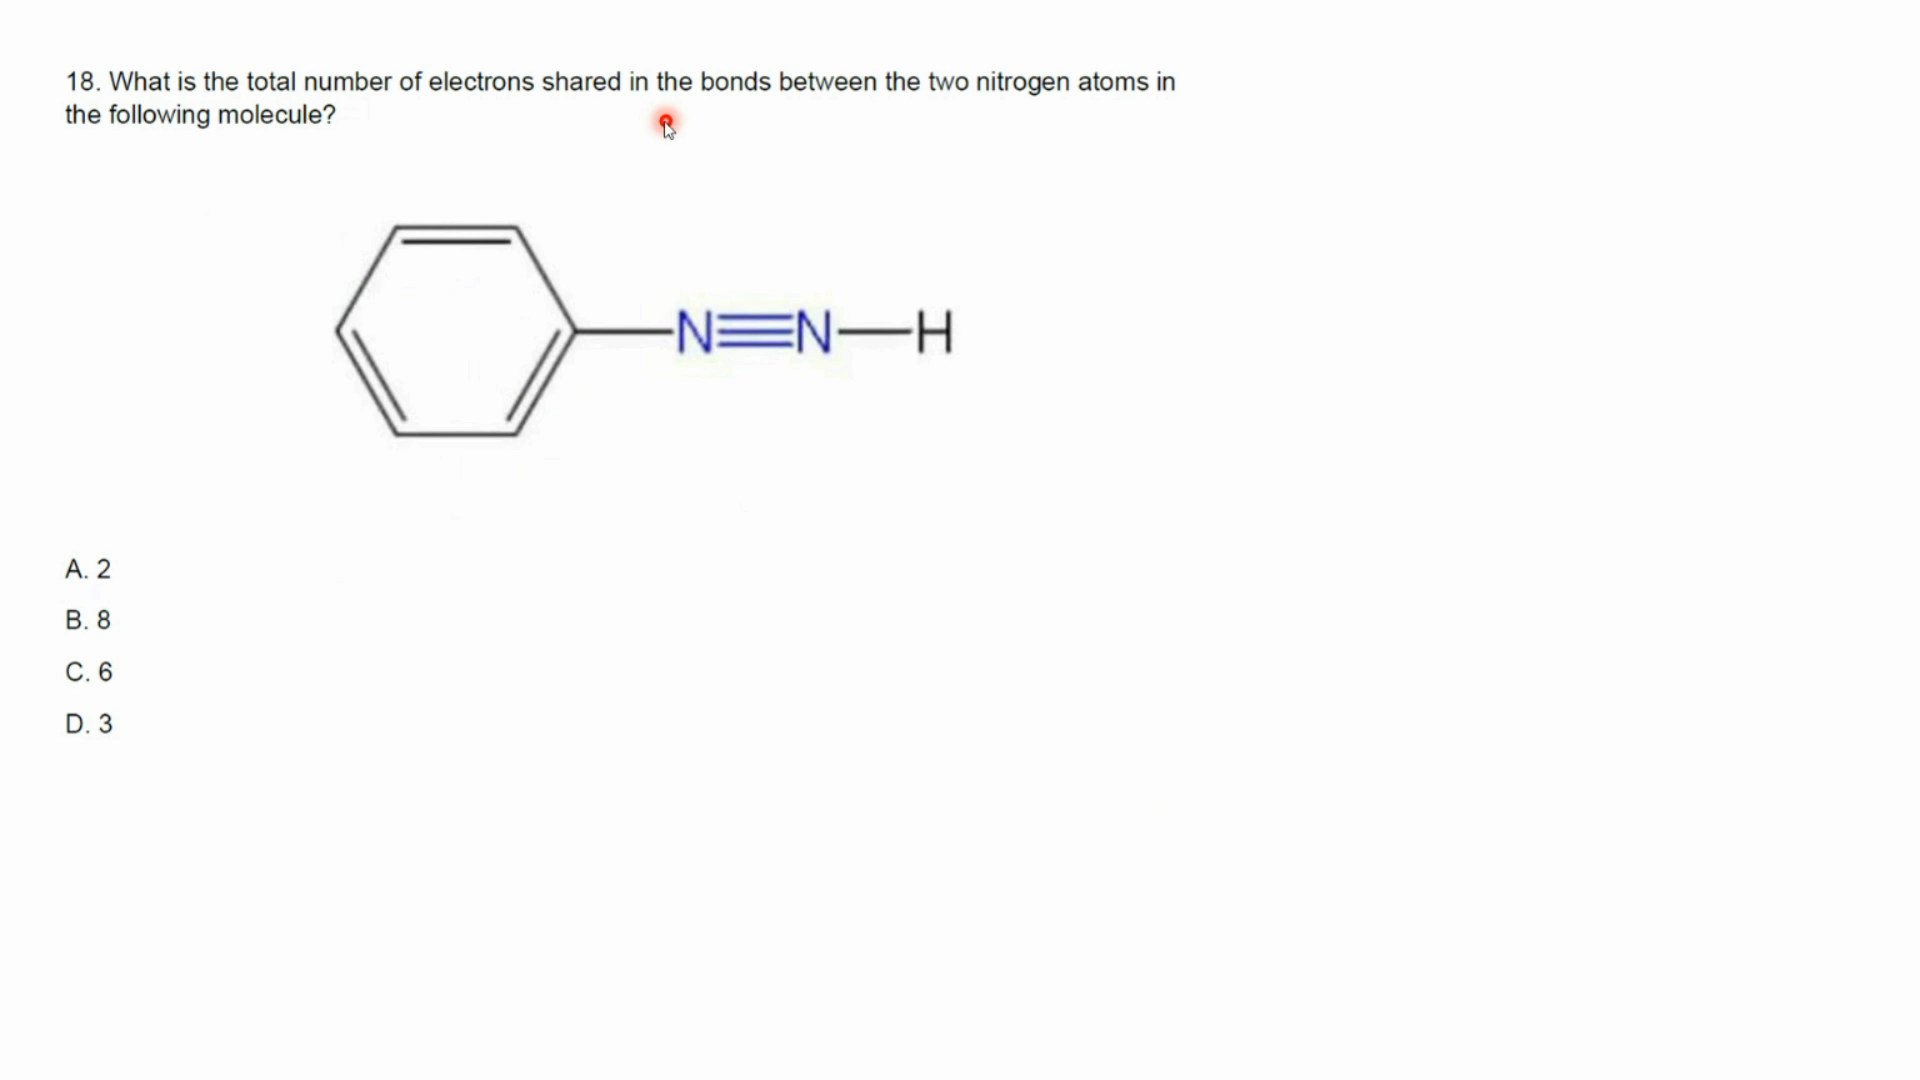 18. What is the total number of electrons shared in the bonds between the two nitrogen atoms in
the following molecule?
N≡N—H
A. 2
B. 8
C. 6
D. 3